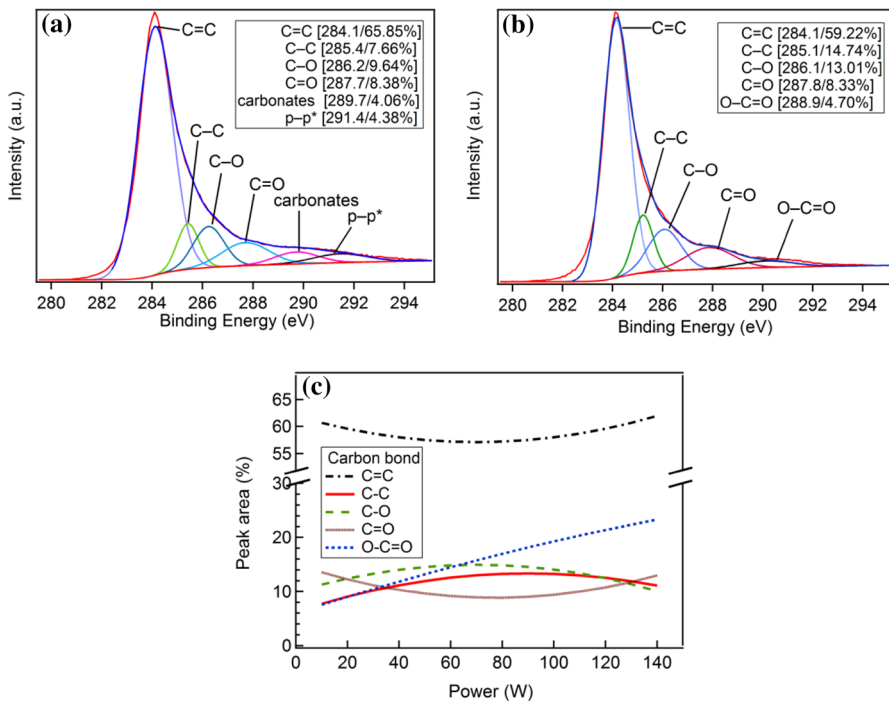 (a)
C=C
C=C [284.1/65.85%]
C–C [285.4/7.66%]
C–O [286.2/9.64%]
C=O [287.7/8.38%]
carbonates [289.7/4.06%]
p–p* [291.4/4.38%]
C–C
C–O
C=O
carbonates
p–p*
Intensity (a.u.)
280 282 284 286 288 290 292 294
Binding Energy (eV)
(b)
C=C
C=C [284.1/59.22%]
C–C [285.1/14.74%]
C–O [286.1/13.01%]
C=O [287.8/8.33%]
O–C=O [288.9/4.70%]
C–C
C–O
C=O
O–C=O
Intensity (a.u.)
280 282 284 286 288 290 292 294
Binding Energy (eV)
(c)
65
60
55
30
20
10
0
Peak area (%)
Carbon bond
C=C
C-C
C-O
C=O
O-C=O
0 20 40 60 80 100 120 140
Power (W)